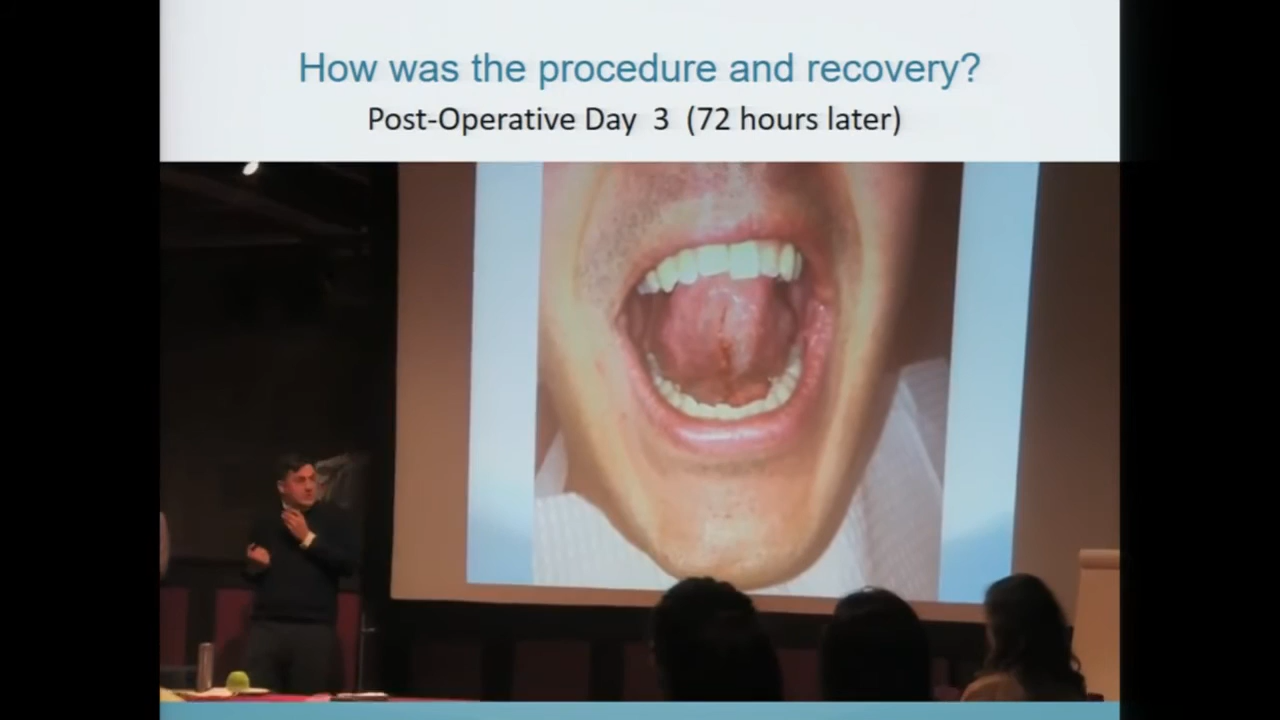 How was the procedure and recovery?
Post-Operative Day 3 (72 hours later)